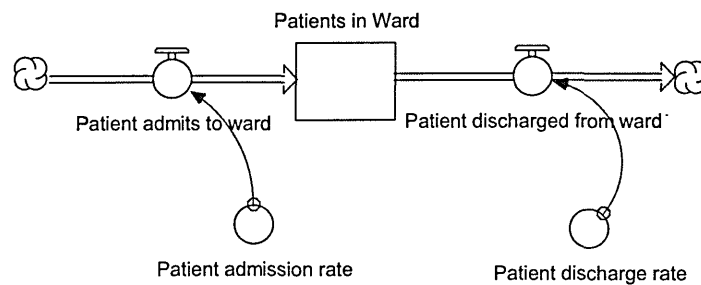 Patients in Ward
Patient admits to ward
Patient discharged from ward
Patient admission rate
Patient discharge rate